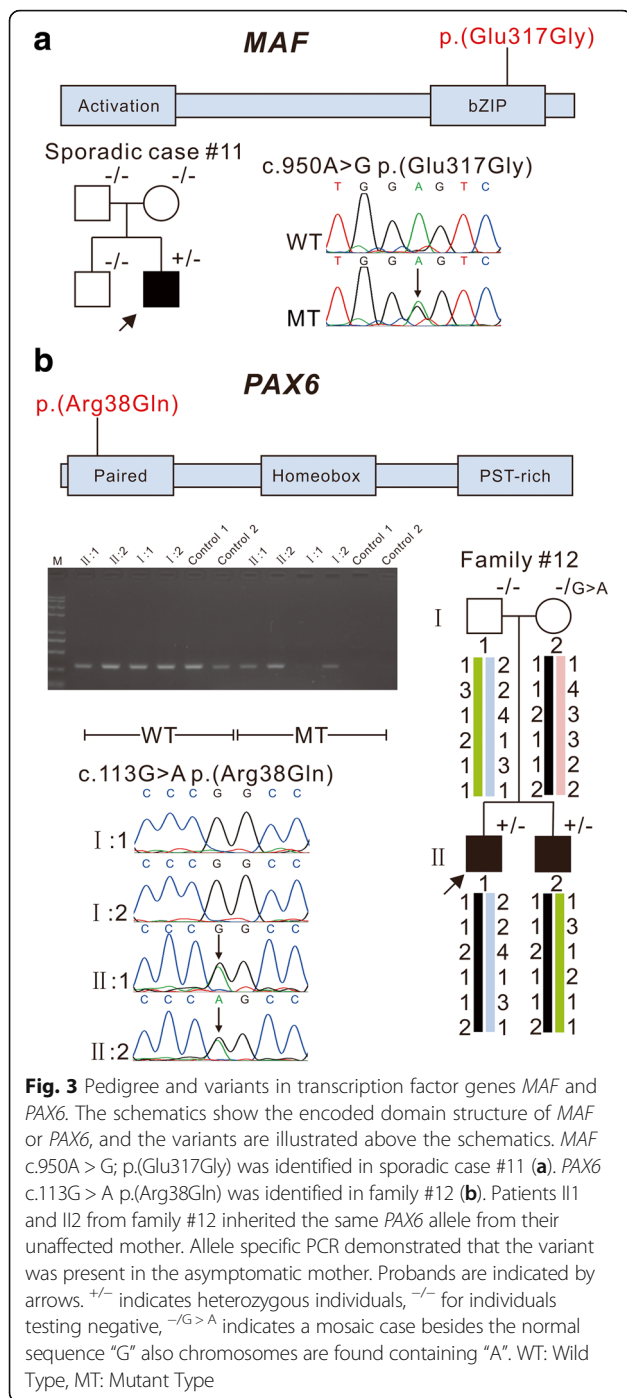 a
MAF
p.(Glu317Gly)
Activation
bZIP
Sporadic case #11
-/- -/-
-/- +/-
c.950A>G p.(Glu317Gly)
T G G A G T C
WT
T G G A G T C
MT
b
PAX6
p.(Arg38Gln)
Paired
Homeobox
PST-rich
M II:1 II:2 I:1 I:2 Control 1 Control 2 II:1 II:2 I:1 I:2 Control 1 Control 2
WT MT
c.113G>A p.(Arg38Gln)
C C C G G C C
I:1
C C C G G C C
I:2
C C C G G C C
II:1
C C C A G C C
II:2
Family #12
-/- -/G>A
I
1 2
1 2 1 1
3 2 1 4
1 4 2 3
2 1 1 3
1 3 1 2
1 1 2 2
+/- +/-
II
1 2
1 2 1 1
1 2 1 3
2 4 2 1
1 1 1 2
1 3 1 1
2 1 2 1
Fig. 3 Pedigree and variants in transcription factor genes MAF and
PAX6. The schematics show the encoded domain structure of MAF
or PAX6, and the variants are illustrated above the schematics. MAF
c.950A > G; p.(Glu317Gly) was identified in sporadic case #11 (a). PAX6
c.113G > A p.(Arg38Gln) was identified in family #12 (b). Patients II1
and II2 from family #12 inherited the same PAX6 allele from their
unaffected mother. Allele specific PCR demonstrated that the variant
was present in the asymptomatic mother. Probands are indicated by
arrows. +/− indicates heterozygous individuals, −/− for individuals
testing negative, −/G > A indicates a mosaic case besides the normal
sequence “G” also chromosomes are found containing “A”. WT: Wild
Type, MT: Mutant Type